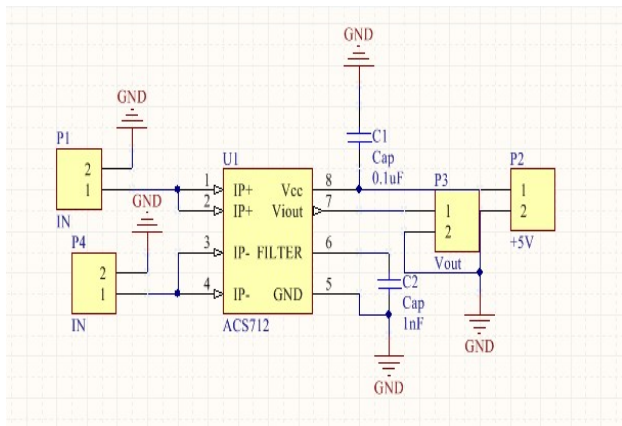 GND
GND
P1
2
1
IN
GND
P4
2
1
IN
U1
1 IP+ Vcc 8
2 IP+ Viout 7
3 IP- FILTER 6
4 IP- GND 5
ACS712
C1
Cap
0.1uF
P3
1
2
Vout
P2
1
2
+5V
C2
Cap
1nF
GND
GND